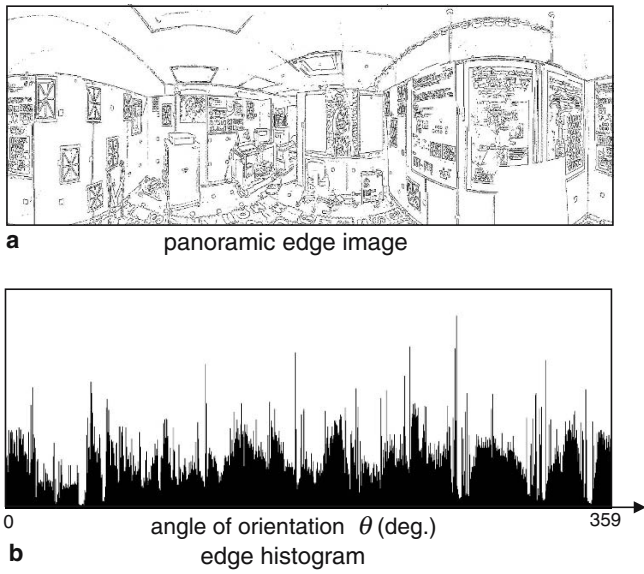 a
panoramic edge image
0
359
angle of orientation θ (deg.)
b
edge histogram